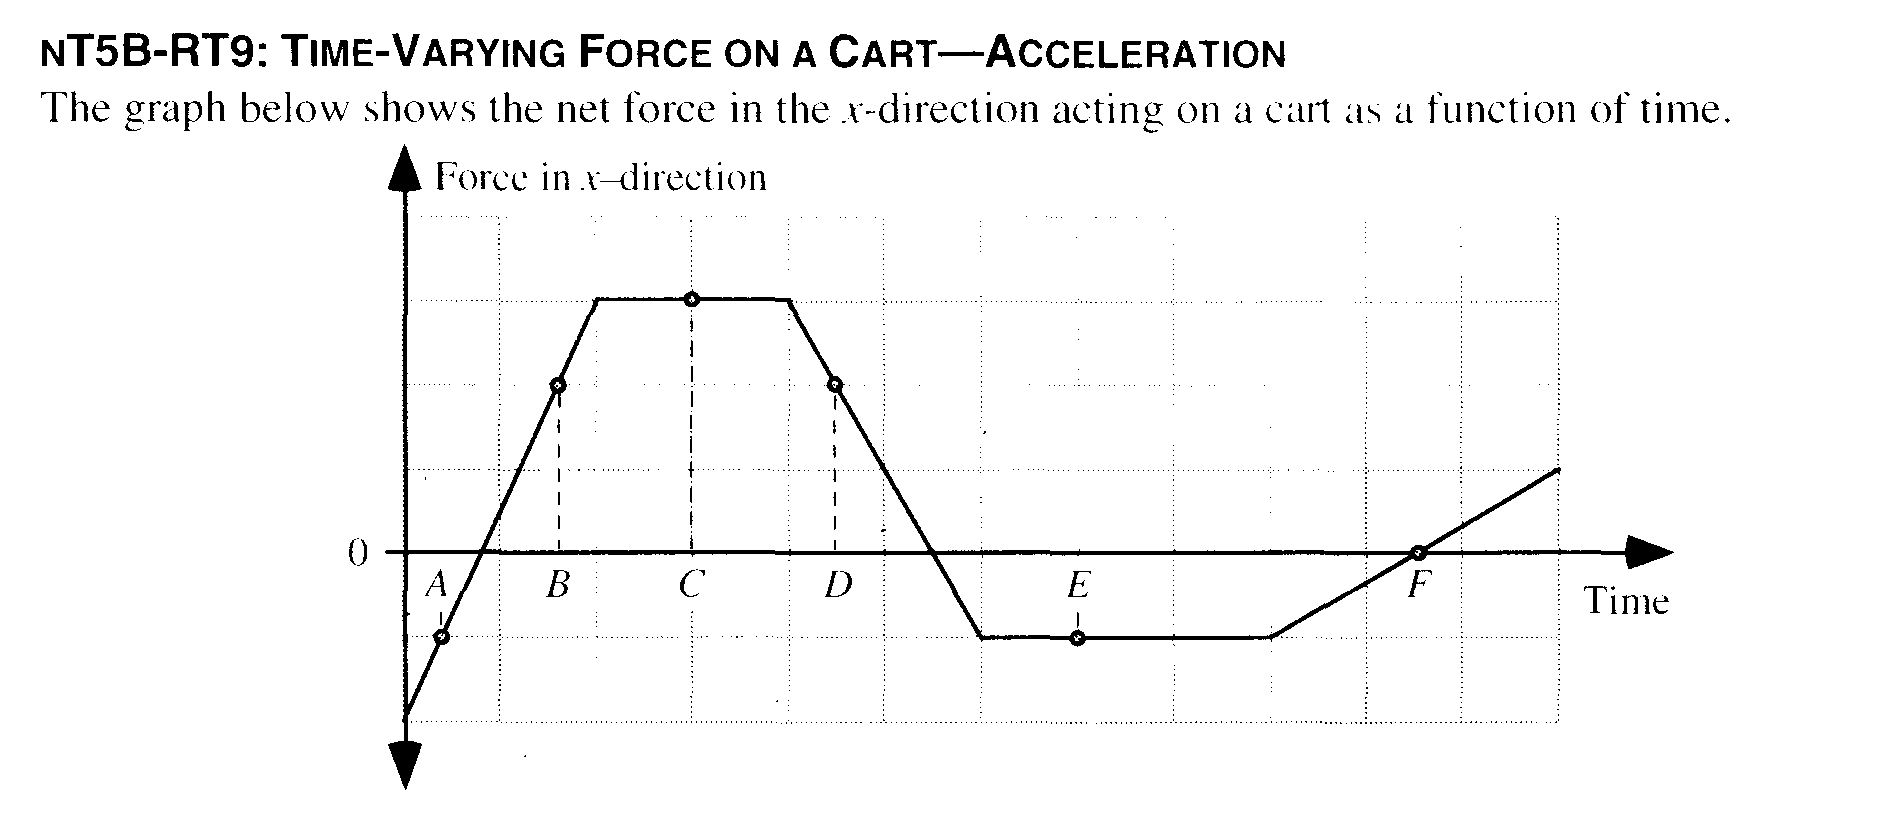 NT5B-RT9: TIME-VARYING FORCE ON A CART—ACCELERATION
The graph below shows the net force in the x-direction acting on a cart as a function of time.
Force in x–direction
0
A B C D E F
Time